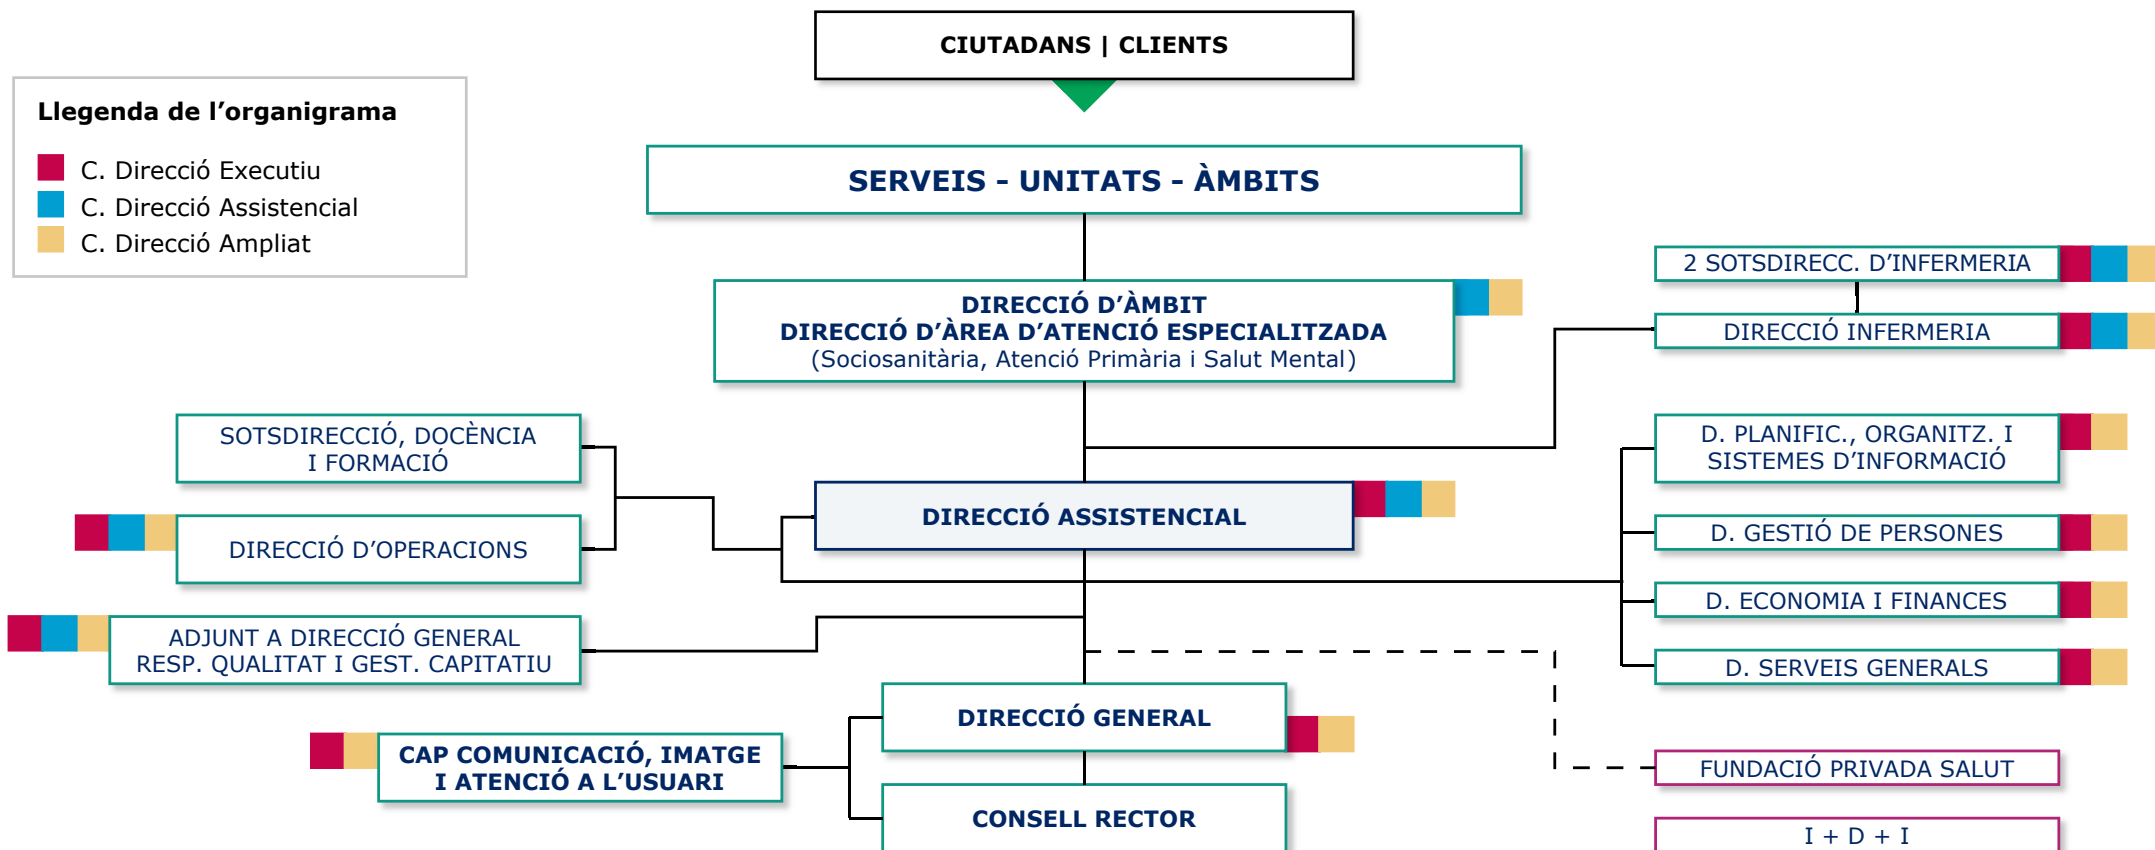 CIUTADANS | CLIENTS
Llegenda de l’organigrama
C. Direcció Executiu
C. Direcció Assistencial
C. Direcció Ampliat
SERVEIS – UNITATS – ÀMBITS
2 SOTSDIRECC. D’INFERMERIA
DIRECCIÓ D’ÀMBIT
DIRECCIÓ D’ÀREA D’ATENCIÓ ESPECIALITZADA
(Sociosanitària, Atenció Primària i Salut Mental)
DIRECCIÓ INFERMERIA
SOTSDIRECCIÓ, DOCÈNCIA
I FORMACIÓ
D. PLANIFIC., ORGANITZ. I
SISTEMES D’INFORMACIÓ
DIRECCIÓ ASSISTENCIAL
DIRECCIÓ D’OPERACIONS
D. GESTIÓ DE PERSONES
D. ECONOMIA I FINANCES
ADJUNT A DIRECCIÓ GENERAL
RESP. QUALITAT I GEST. CAPITATIU
D. SERVEIS GENERALS
DIRECCIÓ GENERAL
CAP COMUNICACIÓ, IMATGE
I ATENCIÓ A L’USUARI
FUNDACIÓ PRIVADA SALUT
CONSELL RECTOR
I + D + I